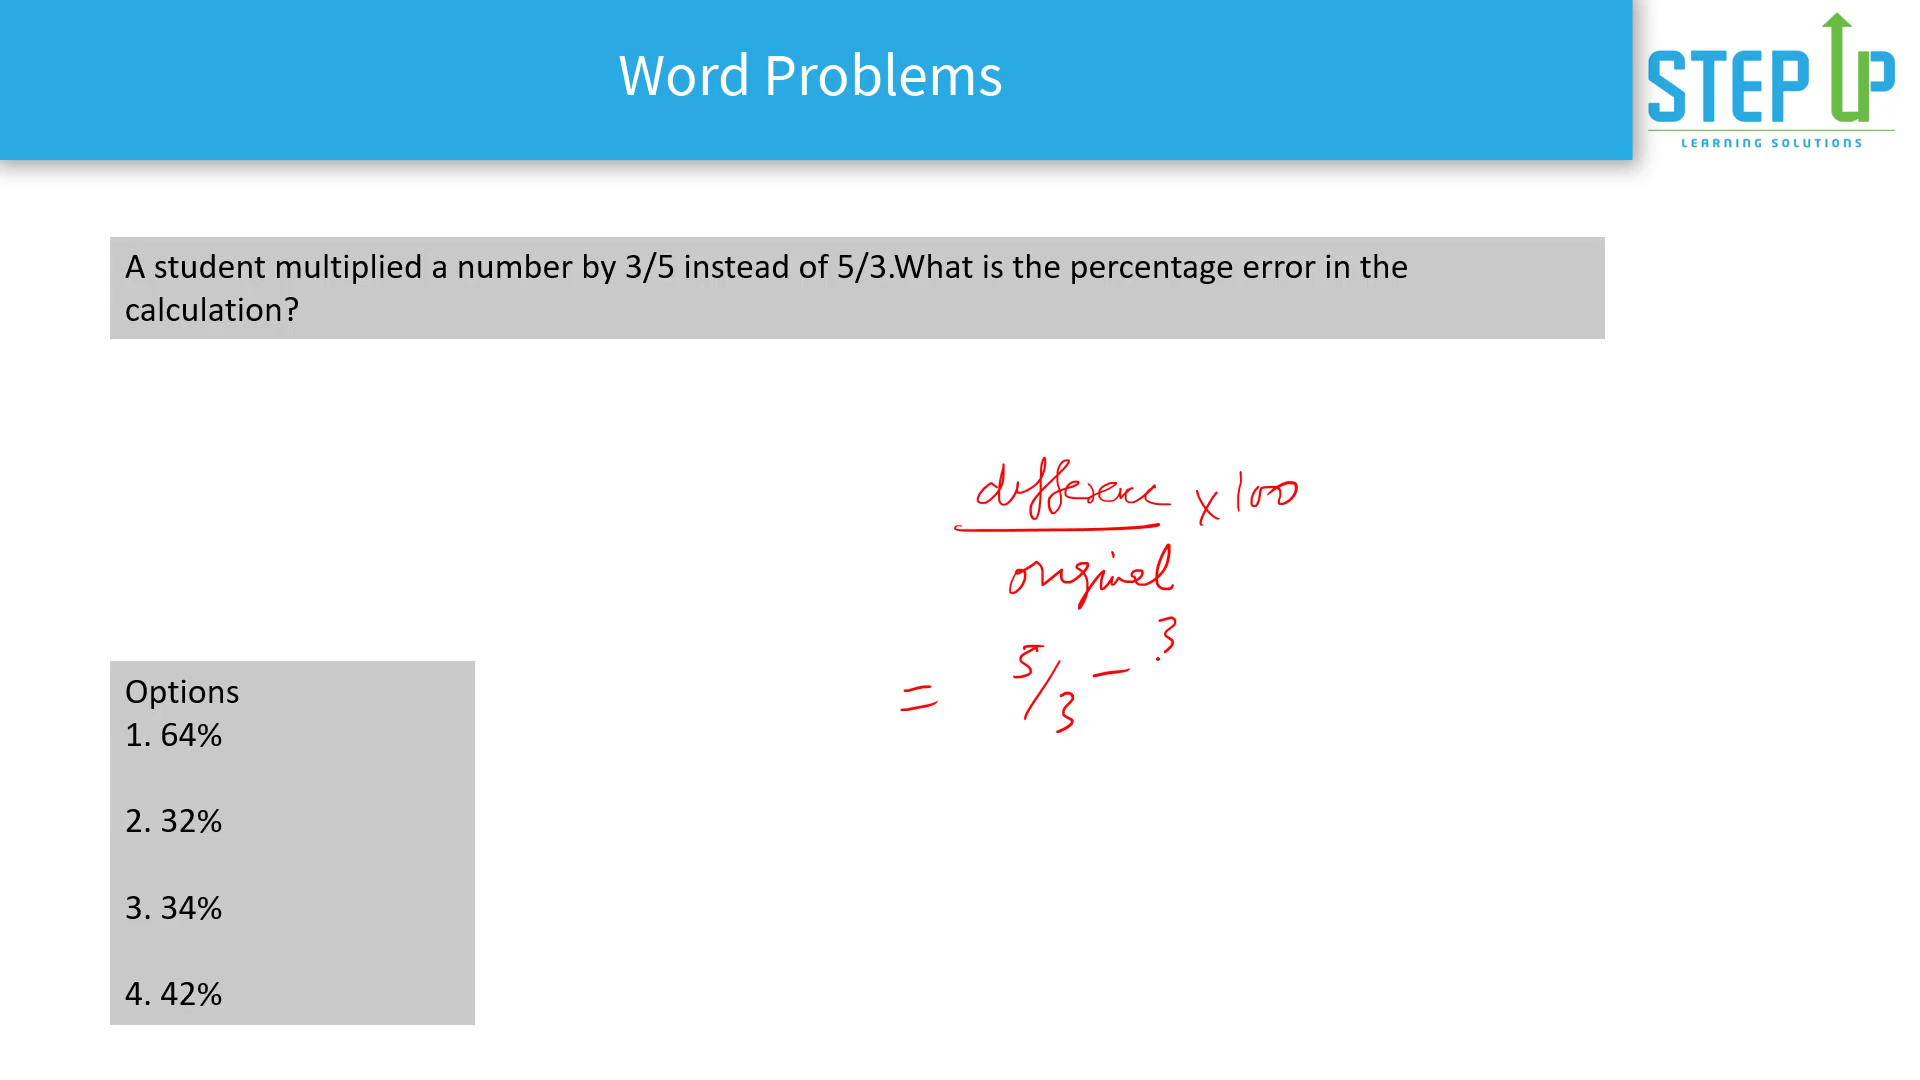 Word Problems
STEP UP
LEARNING SOLUTIONS
A student multiplied a number by 3/5 instead of 5/3.What is the percentage error in the
calculation?
difference × 100
original
= 5/3 - 3
Options
1. 64%
2. 32%
3. 34%
4. 42%